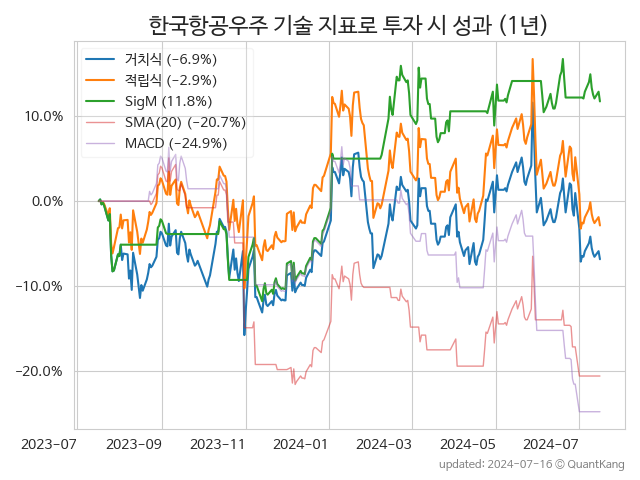 한국항공우주 기술 지표로 투자 시 성과 (1년)
거치식 (−6.9%)
적립식 (−2.9%)
SigM (11.8%)
SMA(20) (−20.7%)
MACD (−24.9%)
10.0%
0.0%
−10.0%
−20.0%
2023-07 2023-09 2023-11 2024-01 2024-03 2024-05 2024-07
updated: 2024-07-16 © QuantKang